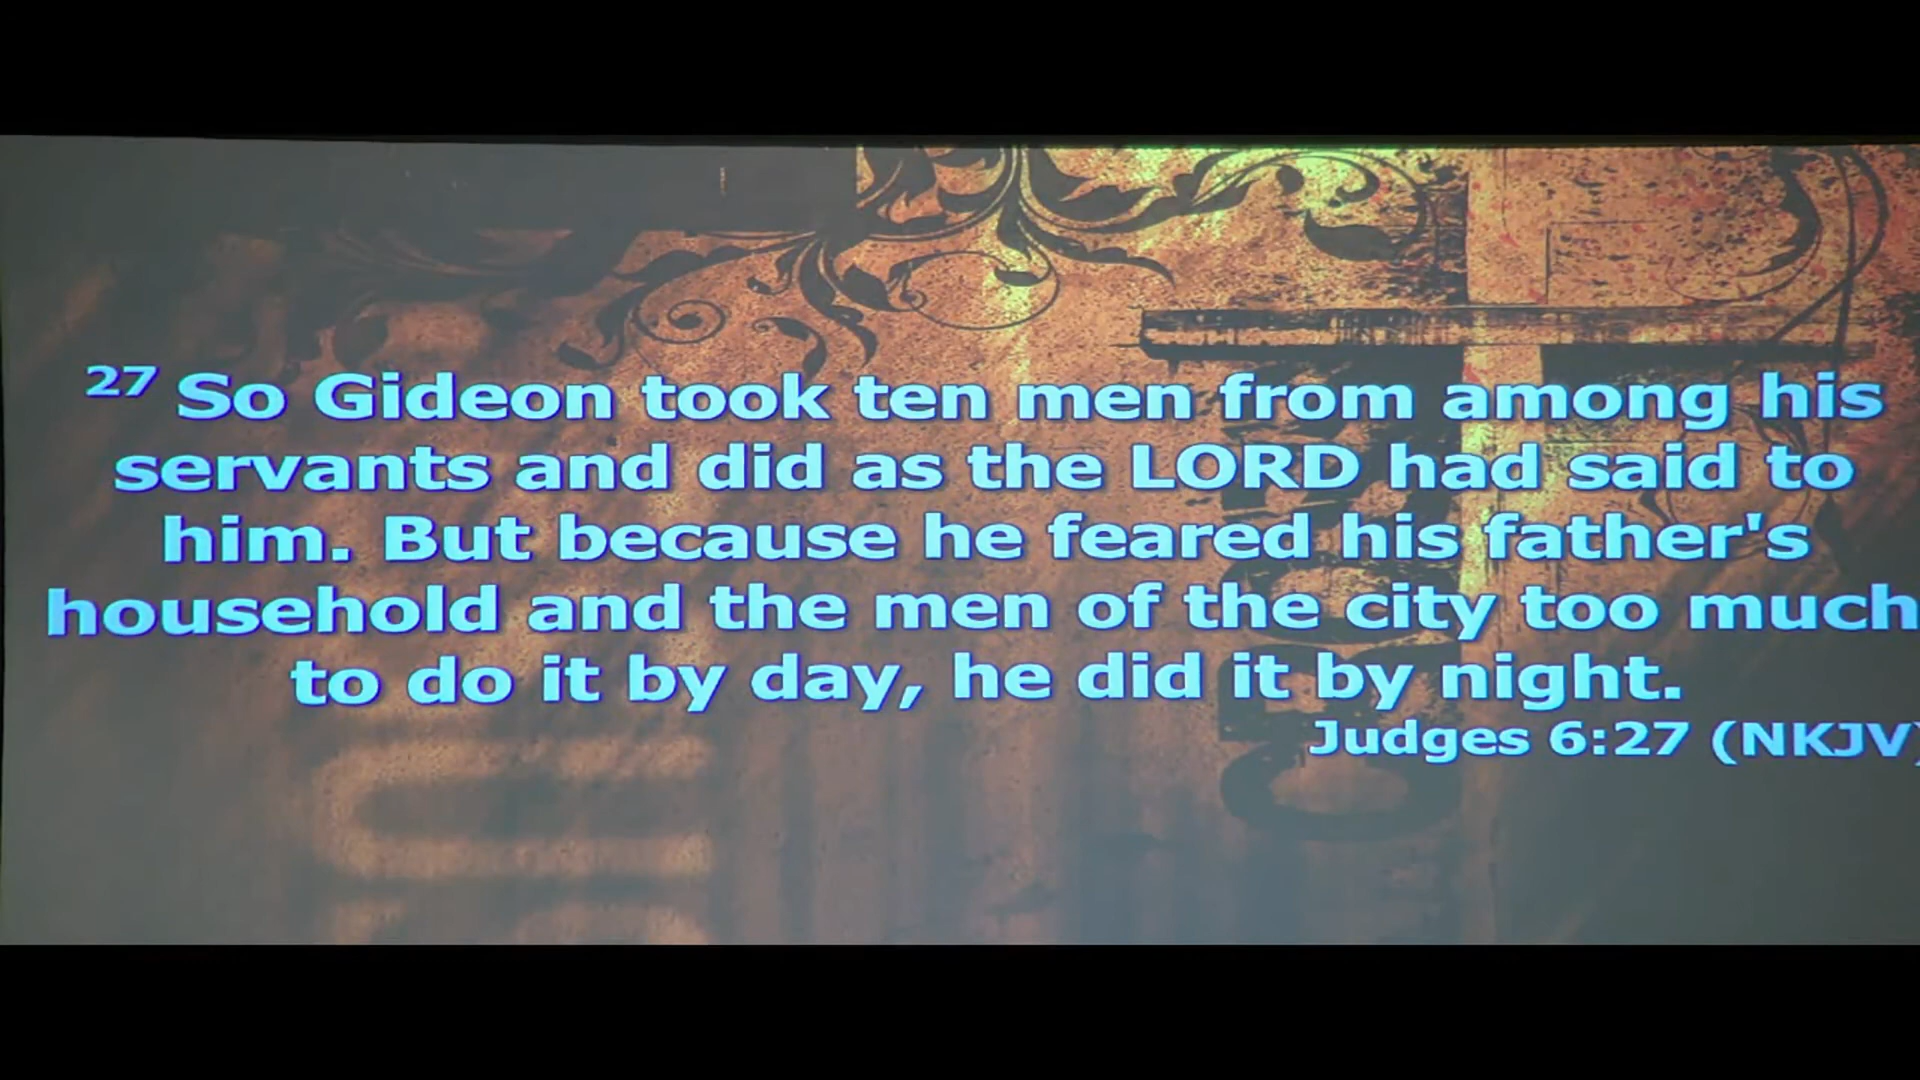 27 So Gideon took ten men from among his
servants and did as the LORD had said to
him. But because he feared his father's
household and the men of the city too much
to do it by day, he did it by night.
Judges 6:27 (NKJV)